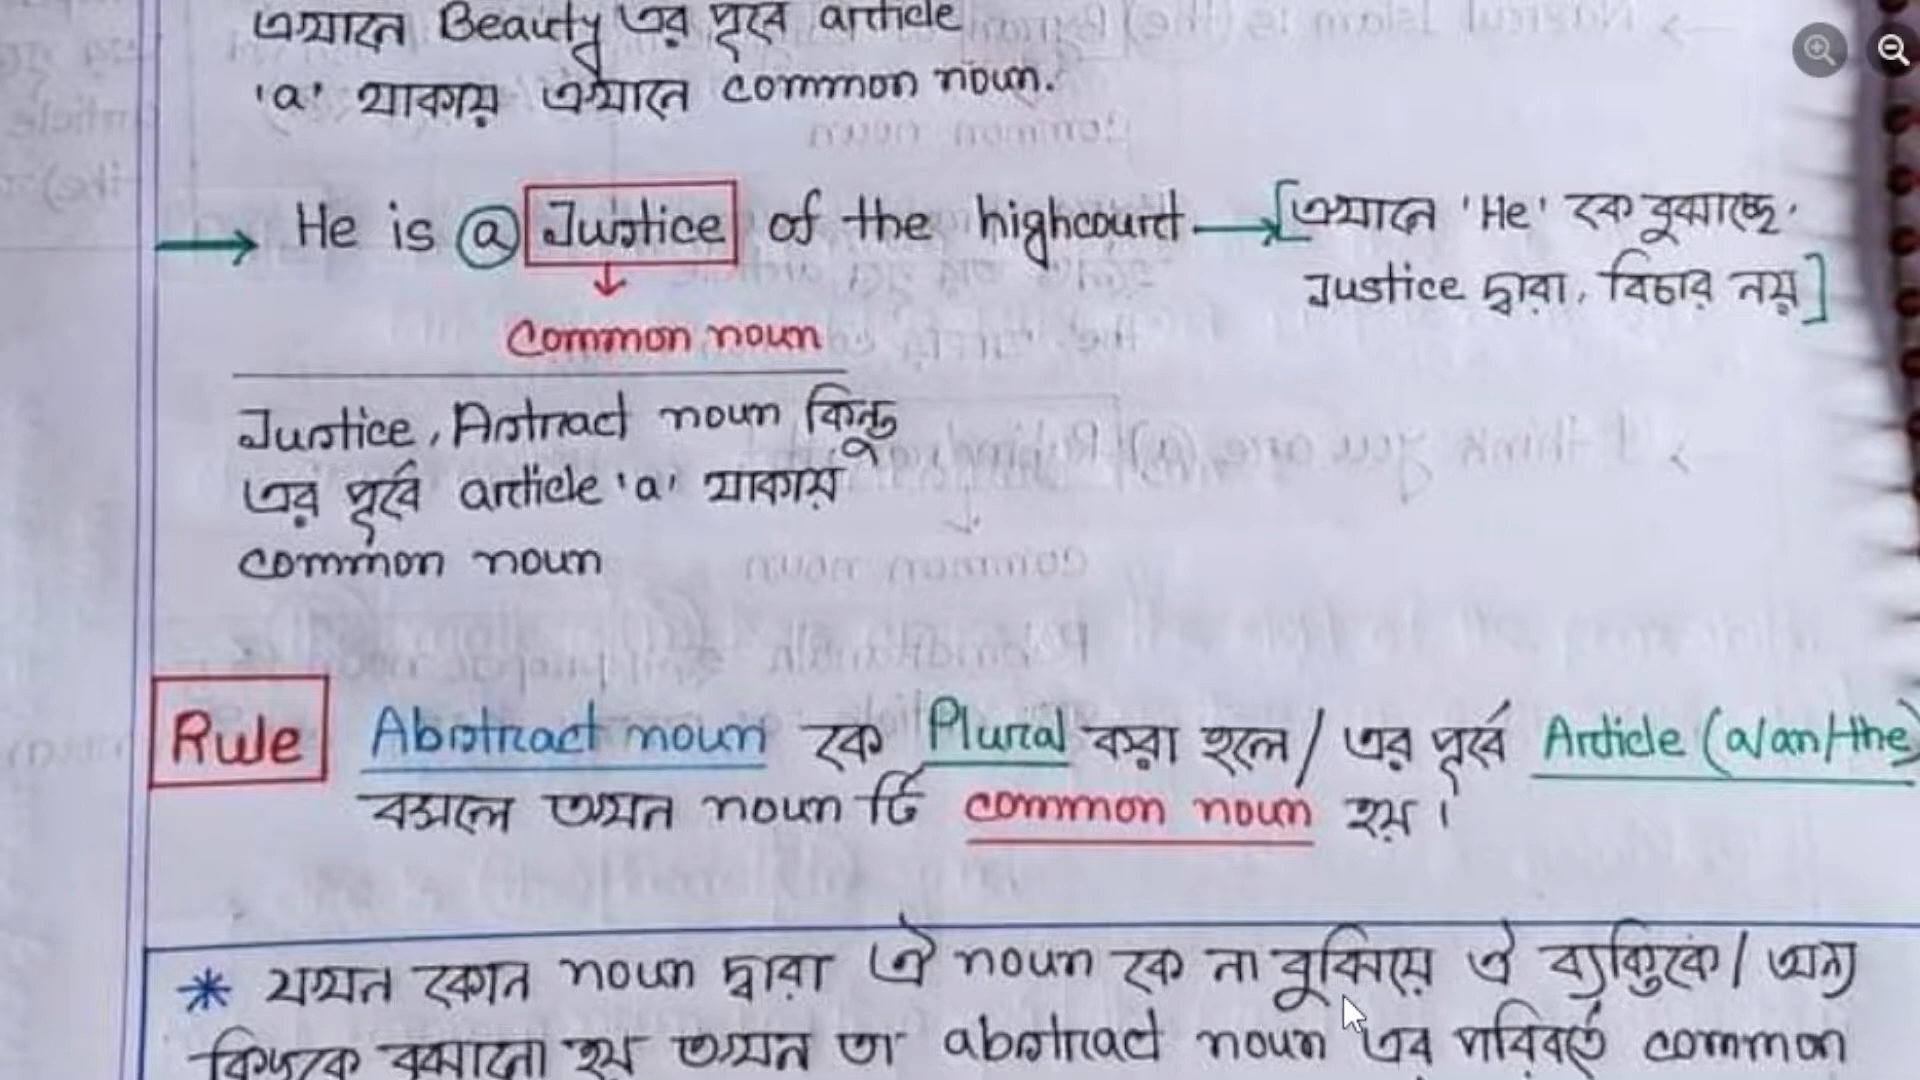 এখানে Beauty এর পূর্বে article
'a' থাকায় এখানে common noun.
He is a Justice of the highcourt → [এখানে 'He' কে বুঝাচ্ছে
Justice দ্বারা, বিচার নয়]
Common noun
Justice, Abstract noun কিন্তু
এর পূর্বে article 'a' থাকায়
common noun
Rule Abstract noun কে Plural করা হলে / এর পূর্বে Article (a/an/the)
বসলে তখন noun টি common noun হয়।
* যখন কোন noun দ্বারা ঐ noun কে না বুঝিয়ে ঐ ব্যক্তিকে / অন্য
কিছুকে বুঝানো হয় তখন তা abstract noun এর পরিবর্তে common